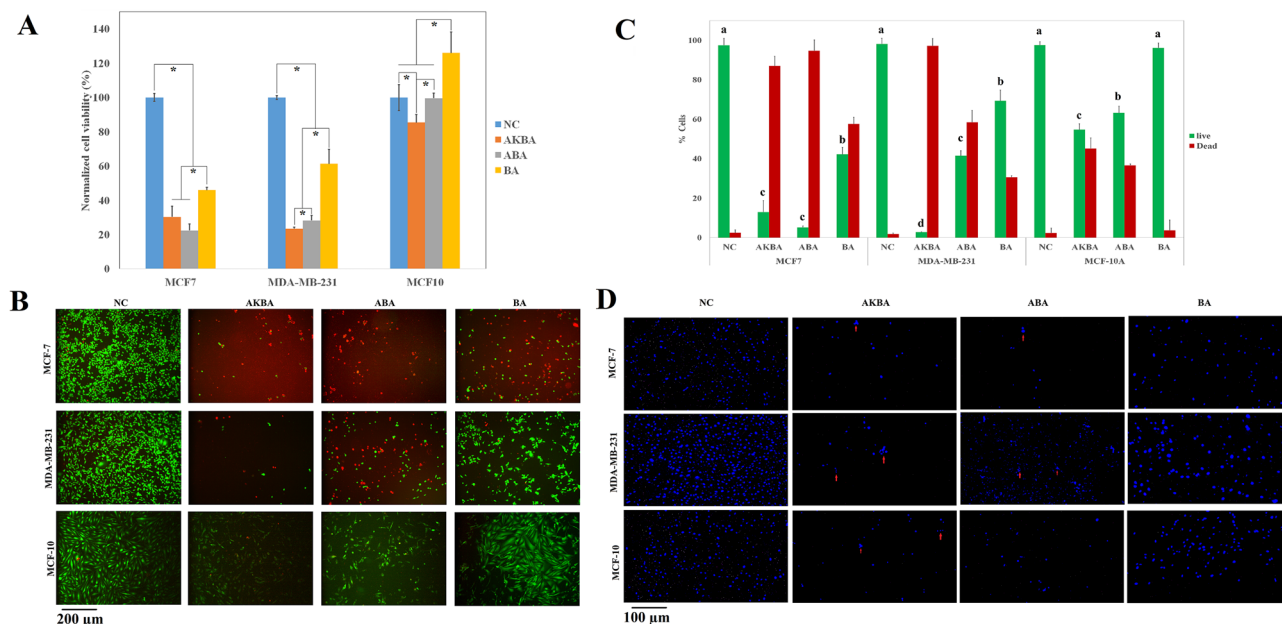 A
Normalized cell viability (%)
140
120
100
80
60
40
20
0
*
*
*
*
*
*
*
*
MCF7
MDA-MB-231
MCF10
NC
AKBA
ABA
BA
C
% Cells
100
80
60
40
20
0
a
c
c
b
a
d
c
b
a
c
b
a
NC AKBA ABA BA NC AKBA ABA BA NC AKBA ABA BA
MCF7 MDA-MB-231 MCF-10A
live
Dead
B
NC AKBA ABA BA
MCF-7
MDA-MB-231
MCF-10
200 µm
D
NC AKBA ABA BA
MCF-7
MDA-MB-231
MCF-10
100 µm